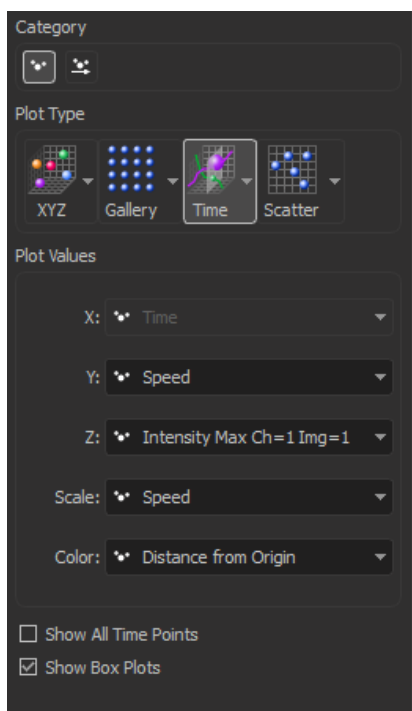 Category
Plot Type
XYZ Gallery Time Scatter
Plot Values
X: Time
Y: Speed
Z: Intensity Max Ch=1 Img=1
Scale: Speed
Color: Distance from Origin
Show All Time Points
Show Box Plots